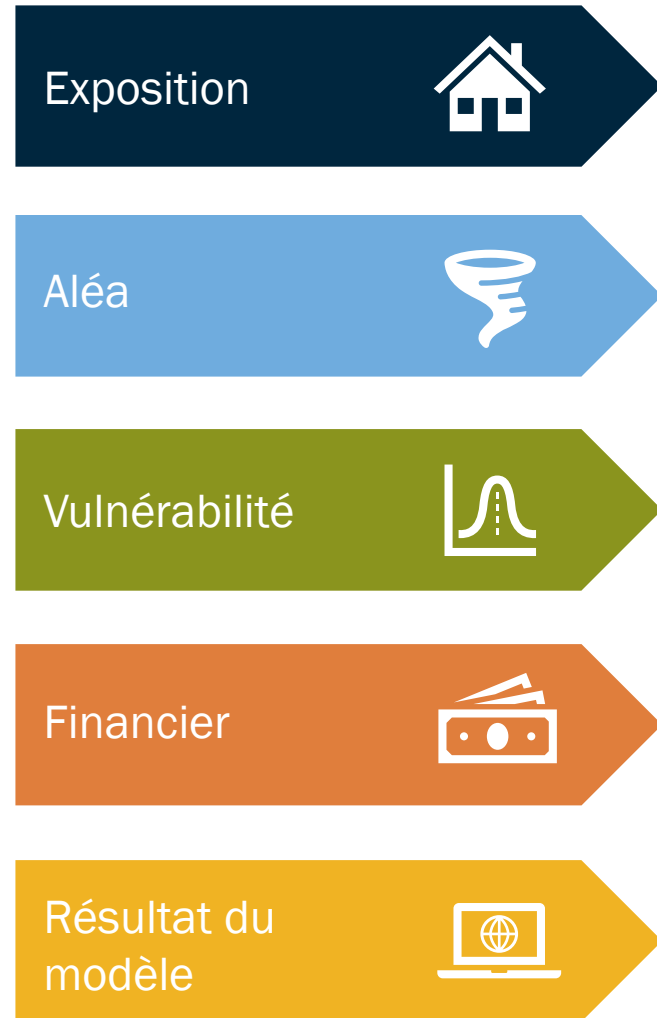 Exposition
Aléa
Vulnérabilité
Financier
Résultat du
modèle